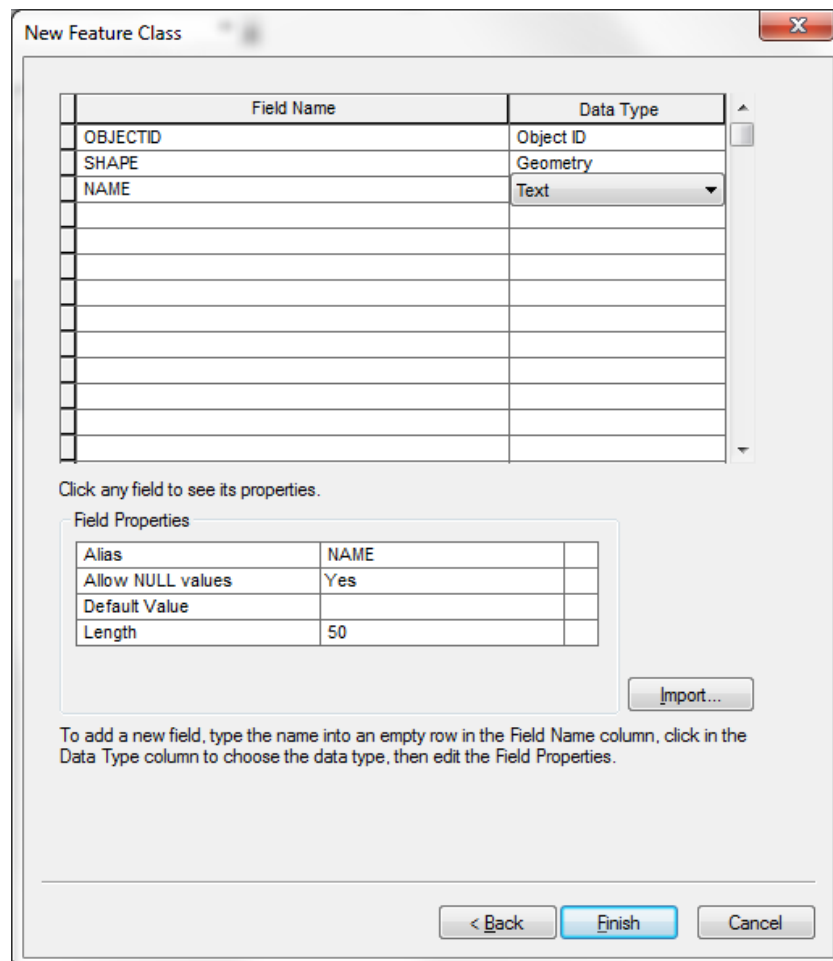 New Feature Class
Field Name Data Type
OBJECTID Object ID
SHAPE Geometry
NAME Text
Click any field to see its properties.
Field Properties
Alias NAME
Allow NULL values Yes
Default Value
Length 50
Import...
To add a new field, type the name into an empty row in the Field Name column, click in the
Data Type column to choose the data type, then edit the Field Properties.
< Back Finish Cancel